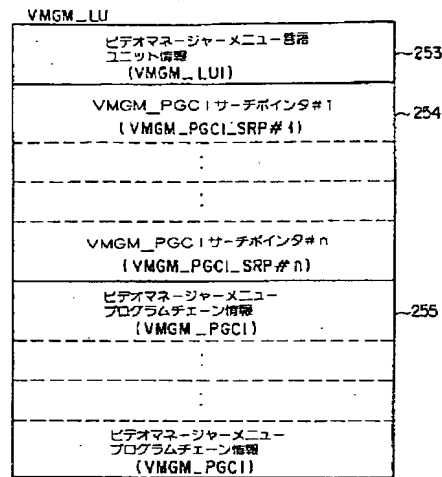 VMGM_LU
ビデオマネージャーメニュー言語
ユニット情報
(VMGM_LUI)
253
VMGM_PGCIサーチポインタ#1
(VMGM_PGCI_SRP#1)
254
:
:
VMGM_PGCIサーチポインタ#n
(VMGM_PGCI_SRP#n)
ビデオマネージャーメニュー
プログラムチェーン情報
(VMGM_PGCI)
255
:
:
ビデオマネージャーメニュー
プログラムチェーン情報
(VMGM_PGCI)